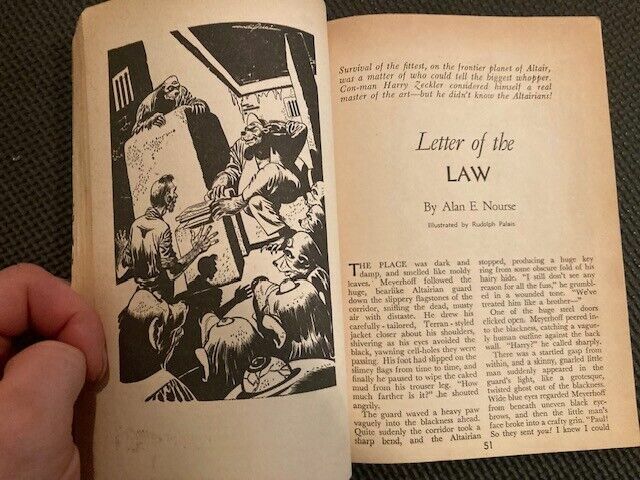 Survival of the fittest, on the frontier planet of Altair,
was a matter of who could tell the biggest whopper.
Con-man Harry Zeckler considered himself a real
master of the art—but he didn't know the Altairians!
Letter of the
LAW
By Alan E. Nourse
Illustrated by Rudolph Palais
THE PLACE was dark and
damp, and smelled like moldy
leaves. Meyerhoff followed the
huge, bearlike Altairian guard
down the slippery flagstones of the
corridor, sniffing the dead, musty
air with distaste. He drew his
carefully-tailored, Terran-styled
jacket closer about his shoulders,
shivering as his eyes avoided the
black, yawning cell-holes they were
passing. His foot had slipped on the
slimey flags from time to time, and
finally he paused to wipe the caked
mud from his trouser leg. "How
much farther is it?" he shouted
angrily.
The guard waved a heavy paw
vaguely into the blackness ahead.
Quite sudenly the corridor took a
sharp bend, and the Altairian
stopped, producing a huge key
ring from some obscure fold of his
hairy hide. "I still don't see any
reason for all the fuss," he grumbl-
ed in a wounded tone. "We've
treated him like a brother—"
One of the huge steel doors
clicked open. Meyerhoff peered in-
to the blackness, catching a vague-
ly human outline against the back
wall. "Harry?" he called sharply.
There was a startled gasp from
within, and a skinny, gnarled little
man suddenly appeared in the
guard's light, like a grotesque,
twisted ghost out of the blackness.
Wide blue eyes regarded Meyerhoff
from beneath uneven black eye-
brows, and then the little man's
face broke into a crafty grin. "Paul!
So they sent you! I knew I could
51